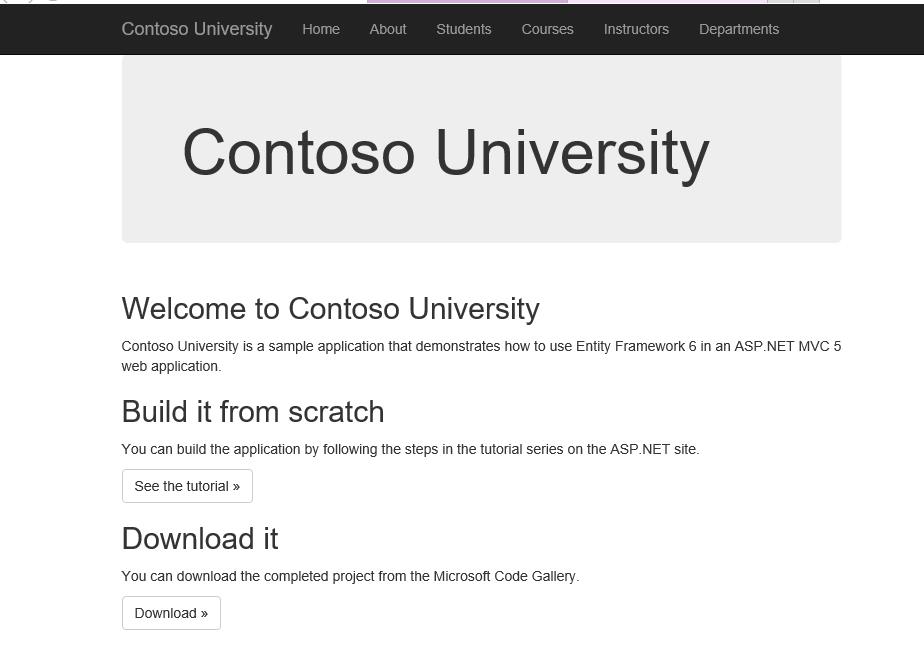 Contoso University Home About Students Courses Instructors Departments
Contoso University
Welcome to Contoso University
Contoso University is a sample application that demonstrates how to use Entity Framework 6 in an ASP.NET MVC 5
web application.
Build it from scratch
You can build the application by following the steps in the tutorial series on the ASP.NET site.
See the tutorial »
Download it
You can download the completed project from the Microsoft Code Gallery.
Download »